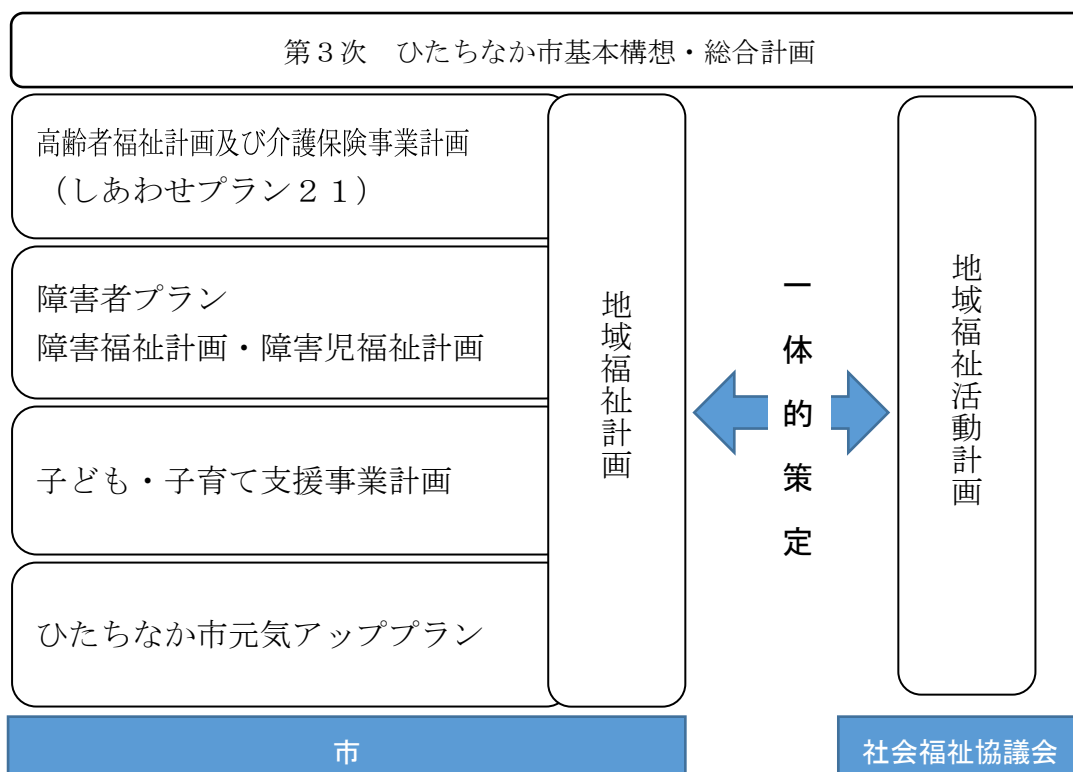 第３次　ひたちなか市基本構想・総合計画
高齢者福祉計画及び介護保険事業計画
（しあわせプラン２１）
障害者プラン
障害福祉計画・障害児福祉計画
子ども・子育て支援事業計画
ひたちなか市元気アッププラン
地域福祉計画
一体的策定
地域福祉活動計画
市
社会福祉協議会